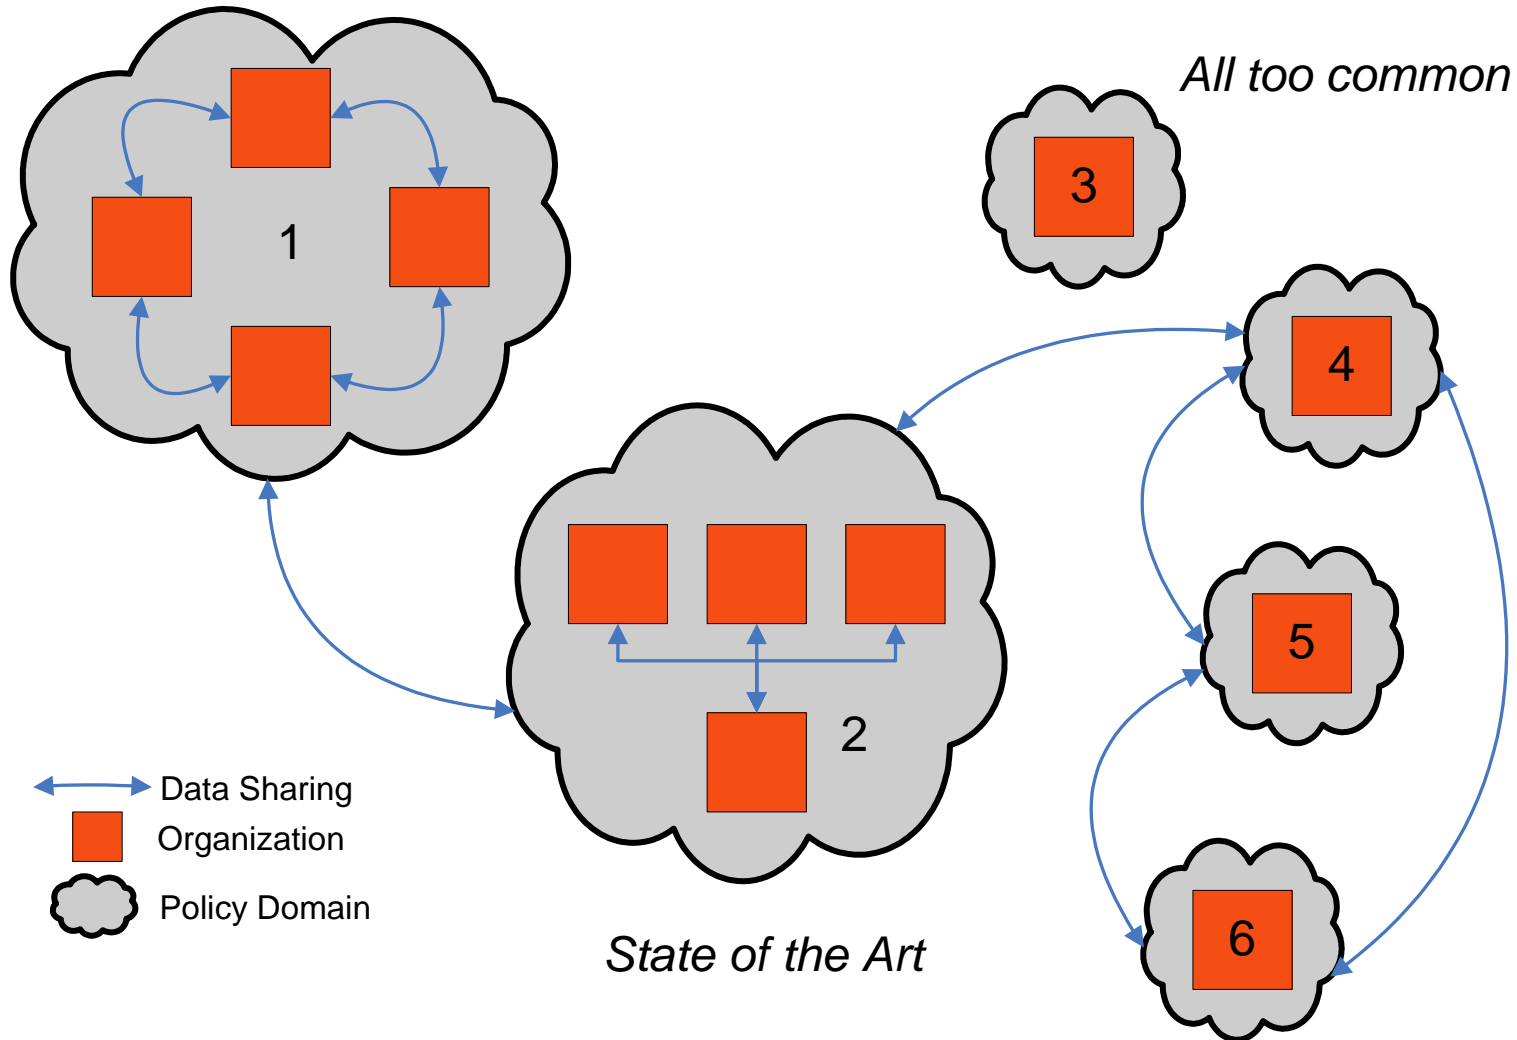 All too common
3
1
4
5
2
Data Sharing
Organization
Policy Domain
6
State of the Art